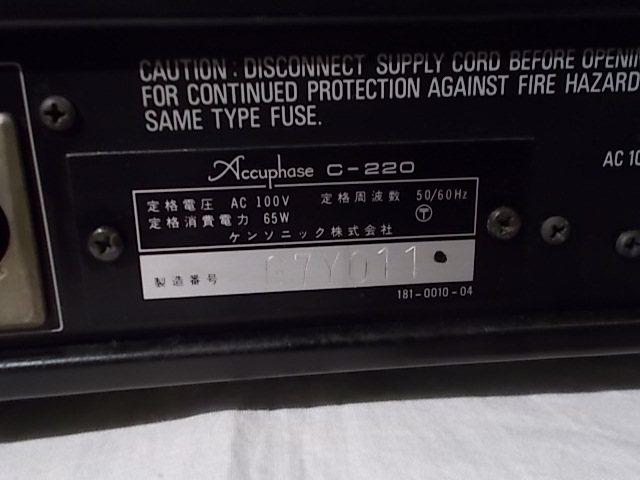 CAUTION : DISCONNECT SUPPLY CORD BEFORE OPENIN
FOR CONTINUED PROTECTION AGAINST FIRE HAZARD
SAME TYPE FUSE.
AC 10
Accuphase C-220
定格電圧 AC 100V 定格周波数 50/60Hz
定格消費電力 65W 〒
ケンソニック株式会社
製造番号 G7Y011
181-0010-04